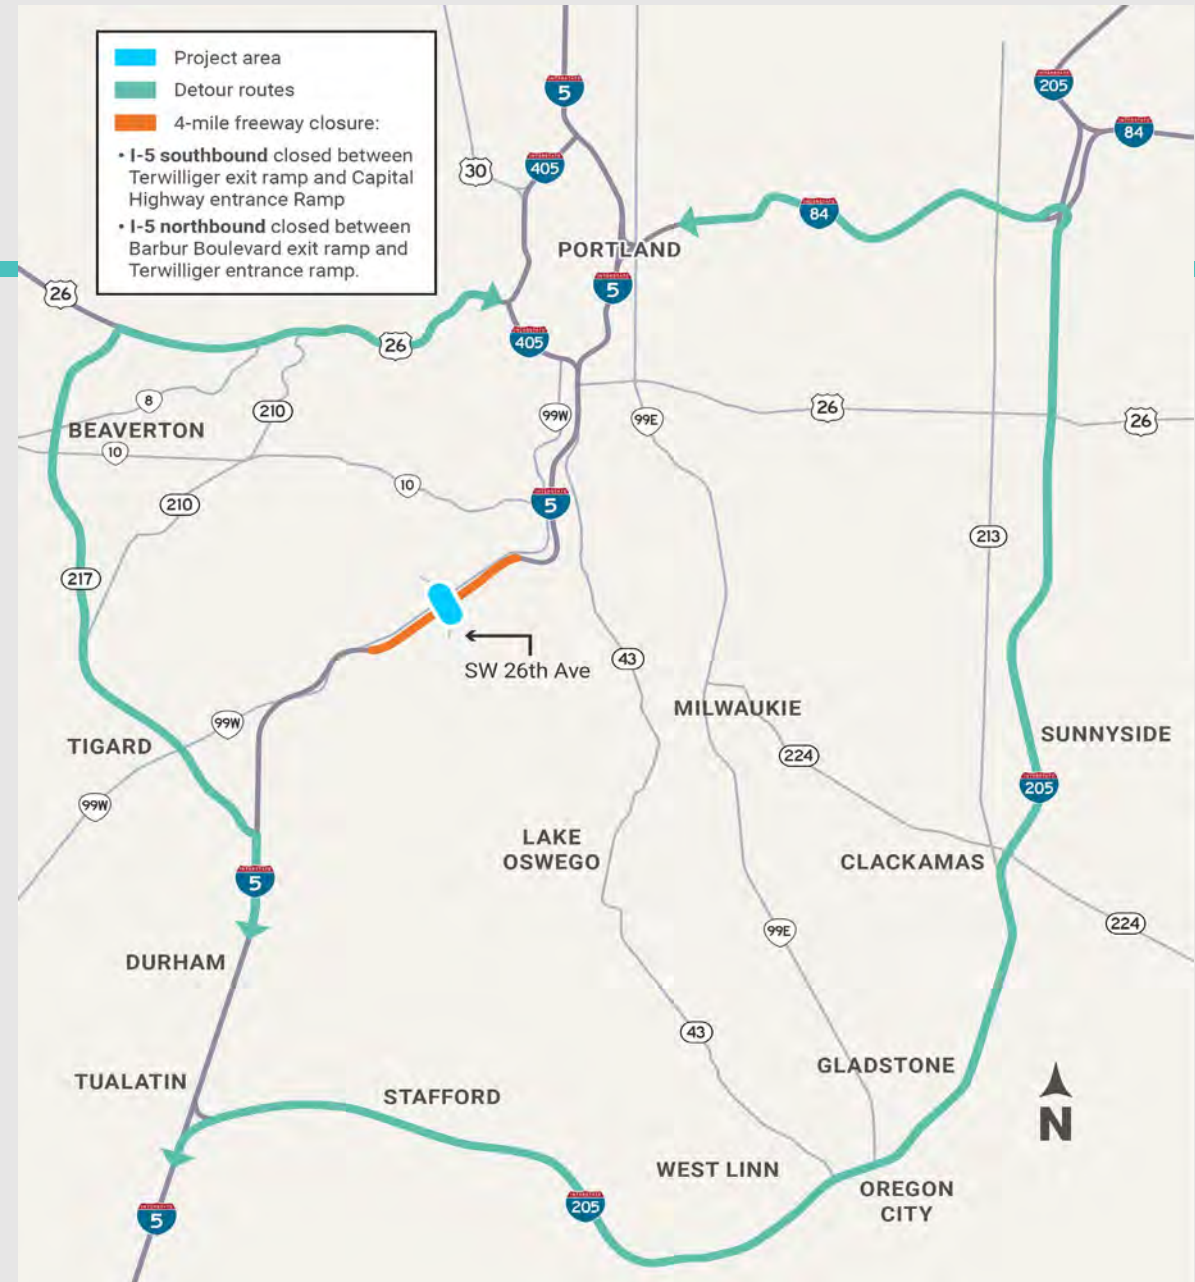 Project area
Detour routes
4-mile freeway closure:
• I-5 southbound closed between
Terwilliger exit ramp and Capital
Highway entrance Ramp
• I-5 northbound closed between
Barbur Boulevard exit ramp and
Terwilliger entrance ramp.
5
205
84
405
30
84
PORTLAND
26
5
405
26
8
210
99W
99E
26
26
BEAVERTON
10
10
210
5
213
217
SW 26th Ave
43
MILWAUKIE
99W
TIGARD
SUNNYSIDE
224
205
99W
LAKE
OSWEGO
CLACKAMAS
5
99E
224
DURHAM
43
GLADSTONE
TUALATIN
STAFFORD
N
WEST LINN
OREGON
CITY
205
5